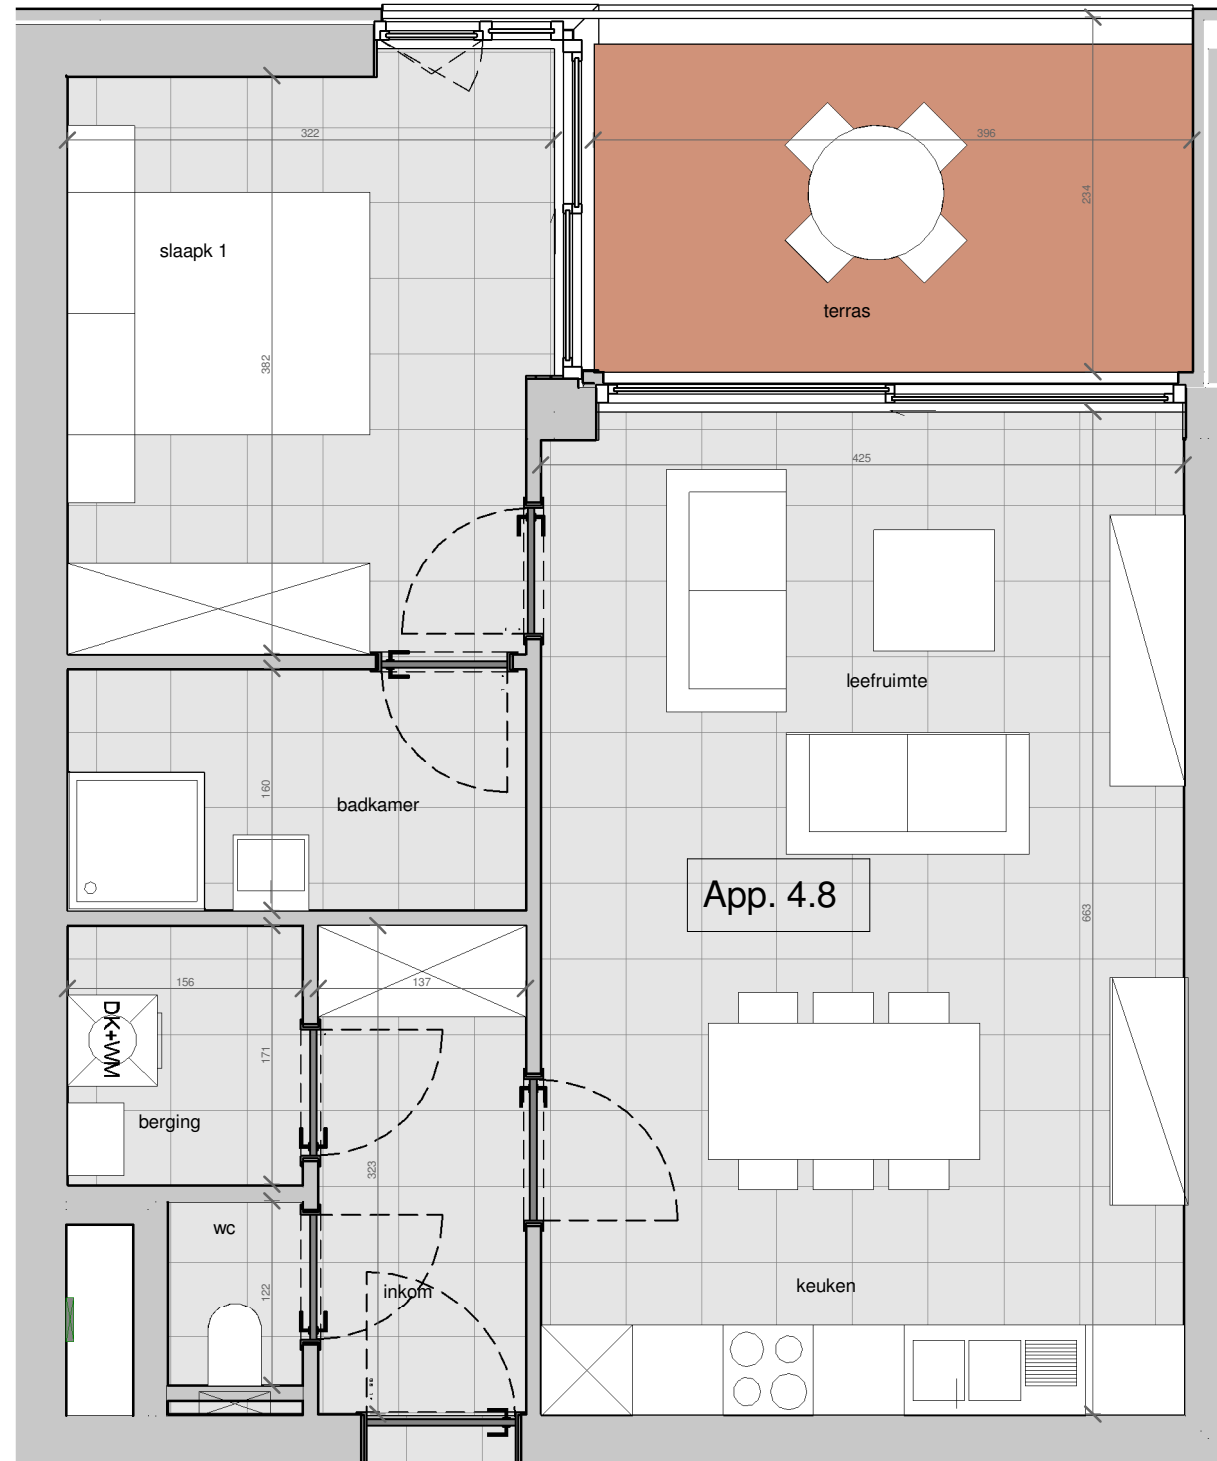 322
396
234
slaapk 1
terras
382
425
leefruimte
160
badkamer
App. 4.8
663
156
137
DK+WM
171
berging
323
wc
122
inkom
keuken